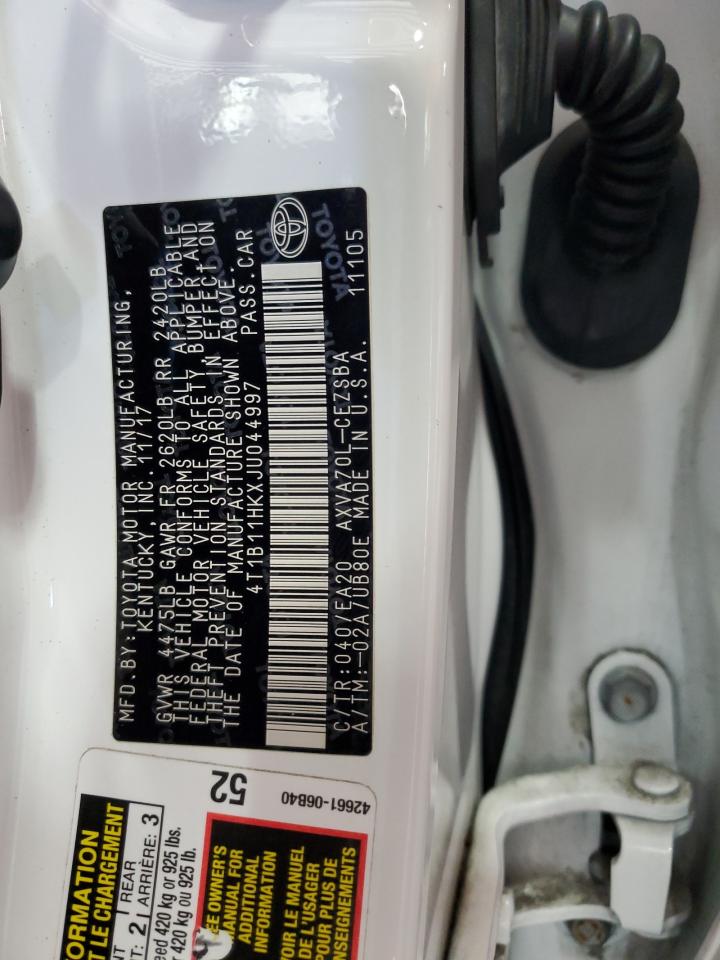 MFD.BY:TOYOTA MOTOR MANUFACTURING,
KENTUCKY, INC. 11/17
GVWR 4475LB GAWR FR 2620LB RR 2420LB
THIS VEHICLE CONFORMS TO ALL APPLICABLE
FEDERAL MOTOR VEHICLE SAFETY, BUMPER AND
THEFT PREVENTION STANDARDS IN EFFECT ON
THE DATE OF MANUFACTURE SHOWN ABOVE.
4T1B11HKXJU044997 PASS.CAR
C/TR:040/EA20 AXVA70L-CEZSBA
A/TM:-02A/UB80E MADE IN U.S.A. 11105
TOYOTA
52
42661-06B40
FORMATION
ET LE CHARGEMENT
REAR
2 ARRIÈRE: 3
420 kg or 925 lbs.
420 kg ou 925 lb.
SEE OWNER'S
MANUAL FOR
ADDITIONAL
INFORMATION
VOIR LE MANUEL
DE L'USAGER
POUR PLUS DE
RENSEIGNEMENTS